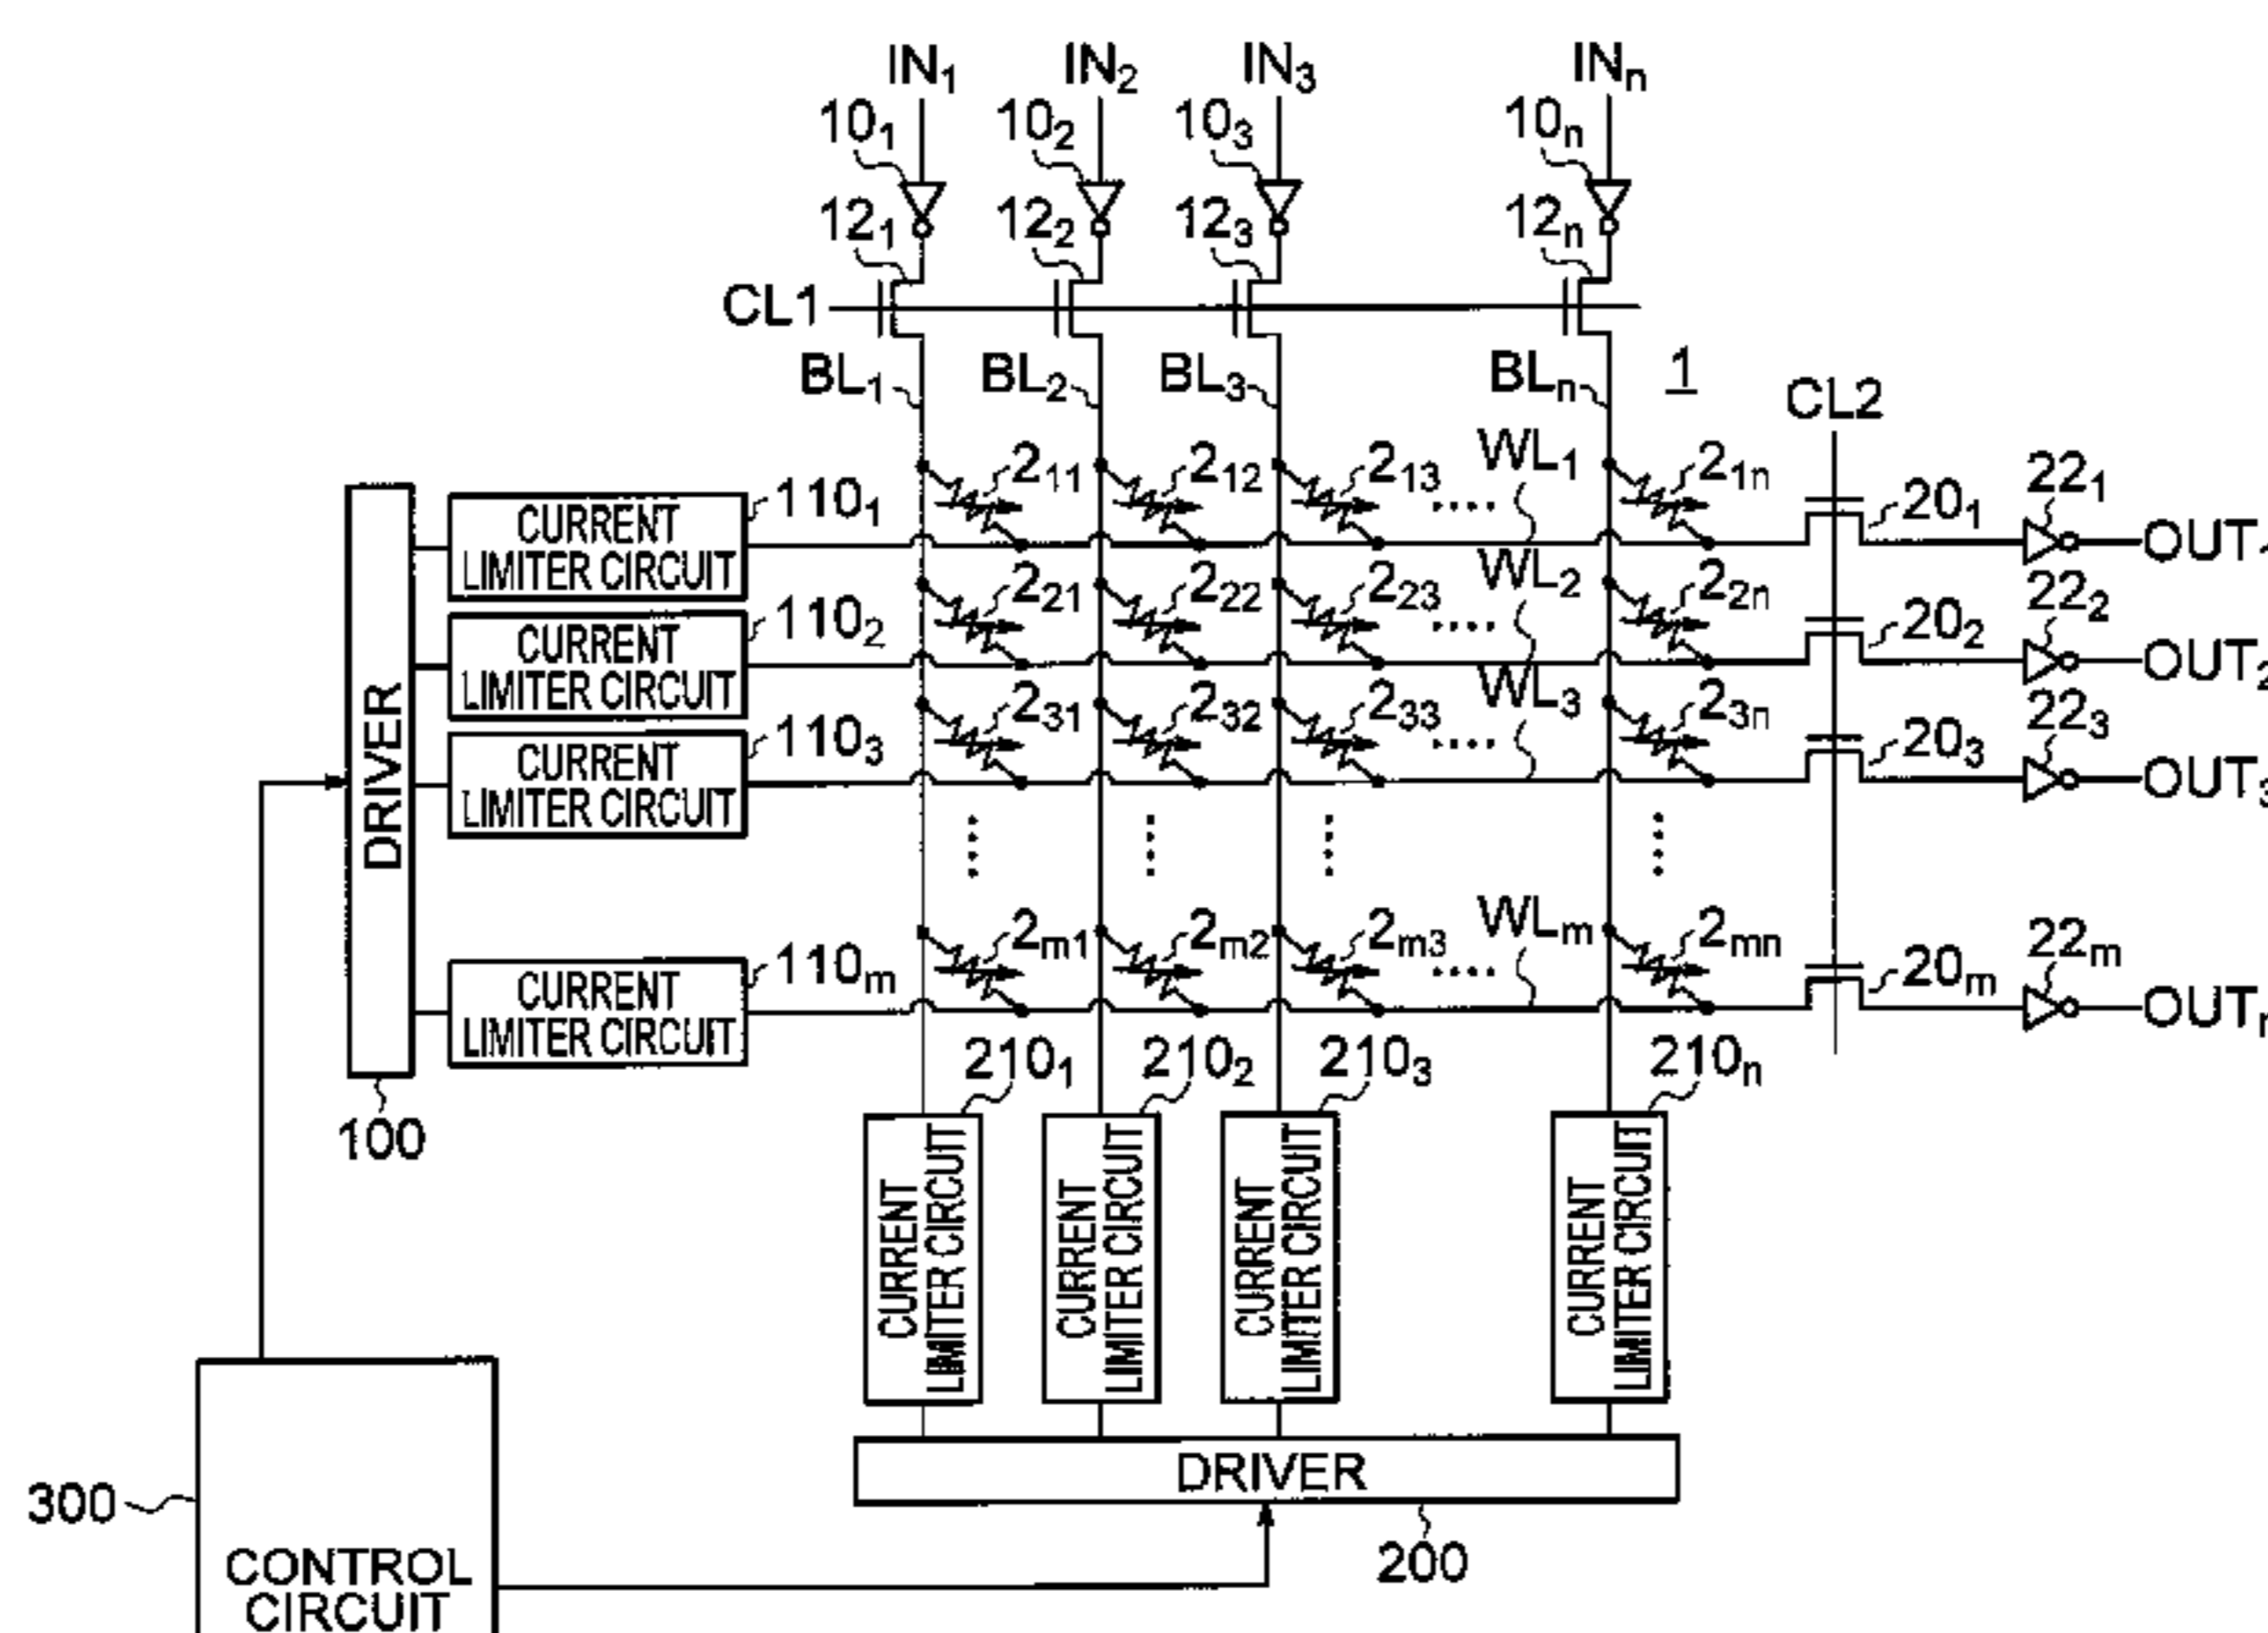 IN₁ IN₂ IN₃ INₙ
10₁ 10₂ 10₃ 10ₙ
12₁ 12₂ 12₃ 12ₙ
CL1
BL₁ BL₂ BL₃ BLₙ 1 CL2
2₁₁ 2₁₂ 2₁₃ .... WL₁ 2₁ₙ 20₁ 22₁ OUT₁
CURRENT
LIMITER CIRCUIT
110₁
2₂₁ 2₂₂ 2₂₃ .... WL₂ 2₂ₙ 20₂ 22₂ OUT₂
CURRENT
LIMITER CIRCUIT
110₂
2₃₁ 2₃₂ 2₃₃ .... WL₃ 2₃ₙ 20₃ 22₃ OUT₃
CURRENT
LIMITER CIRCUIT
110₃
DRIVER
2ₘ₁ 2ₘ₂ 2ₘ₃ .... WLₘ 2ₘₙ 20ₘ 22ₘ OUT
CURRENT
LIMITER CIRCUIT
110ₘ
100
210₁ 210₂ 210₃ 210ₙ
CURRENT
LIMITER CIRCUIT
CURRENT
LIMITER CIRCUIT
CURRENT
LIMITER CIRCUIT
CURRENT
LIMITER CIRCUIT
DRIVER
200
300
CONTROL
CIRCUIT